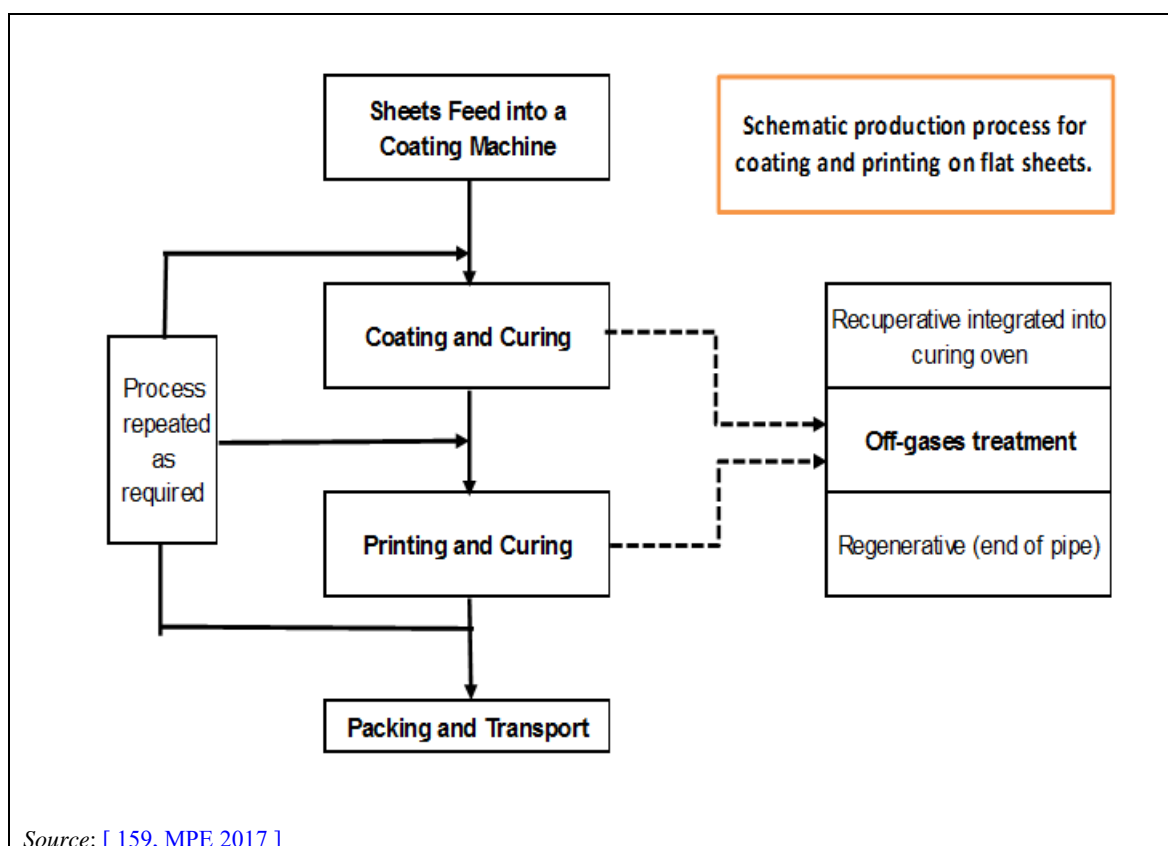 Sheets Feed into a
Coating Machine
Schematic production process for
coating and printing on flat sheets.
Coating and Curing
Recuperative integrated into
curing oven
Process
repeated
as
required
Off-gases treatment
Printing and Curing
Regenerative (end of pipe)
Packing and Transport
Source: [ 159, MPE 2017 ]